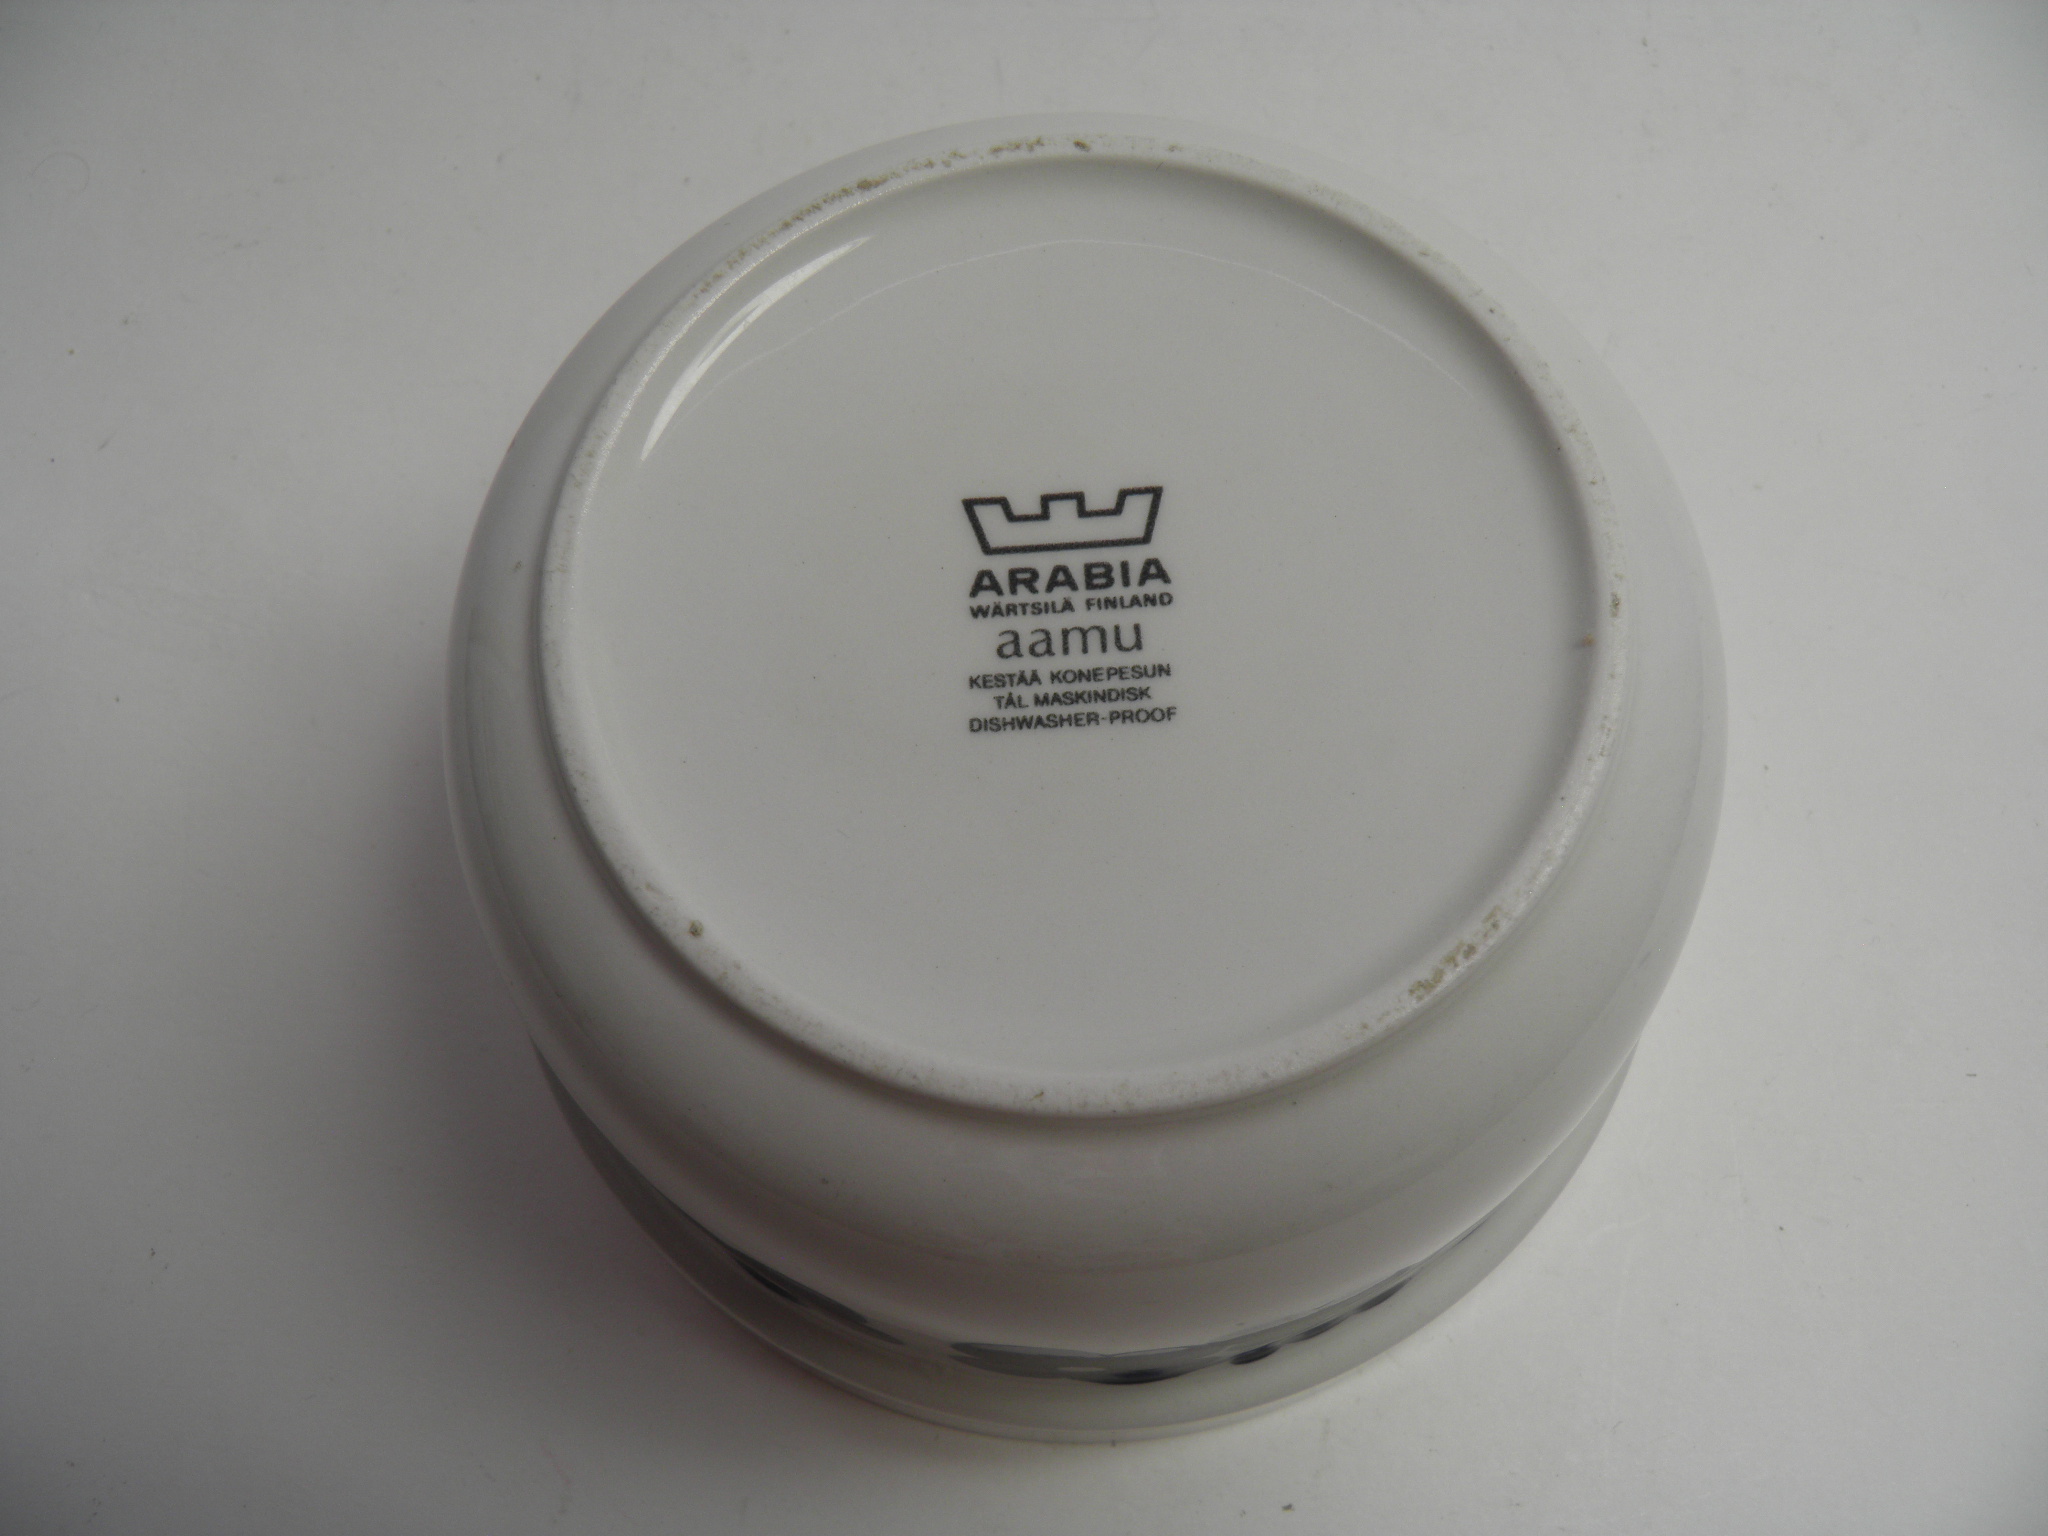 ARABIA
WÄRTSILÄ FINLAND
aamu
KESTÄÄ KONEPESUN
TÅL MASKINDISK
DISHWASHER-PROOF